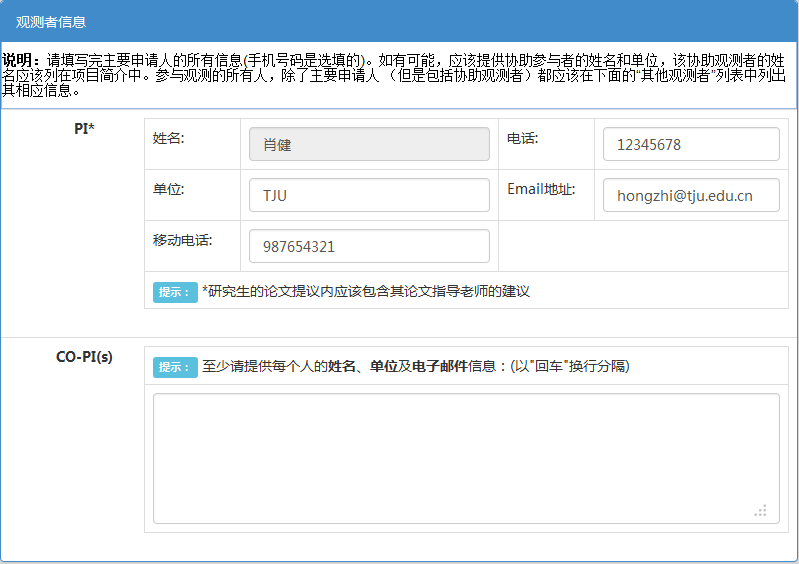 观测者信息
说明：请填写完主要申请人的所有信息(手机号码是选填的)。如有可能，应该提供协助参与者的姓名和单位，该协助观测者的姓
名应该列在项目简介中。参与观测的所有人，除了主要申请人 （但是包括协助观测者）都应该在下面的"其他观测者"列表中列出
其相应信息。
PI*
姓名: 肖健 电话: 12345678
单位: TJU Email地址: hongzhi@tju.edu.cn
移动电话: 987654321
提示： *研究生的论文提议内应该包含其论文指导老师的建议
CO-PI(s)
提示： 至少请提供每个人的姓名、单位及电子邮件信息：(以"回车"换行分隔)